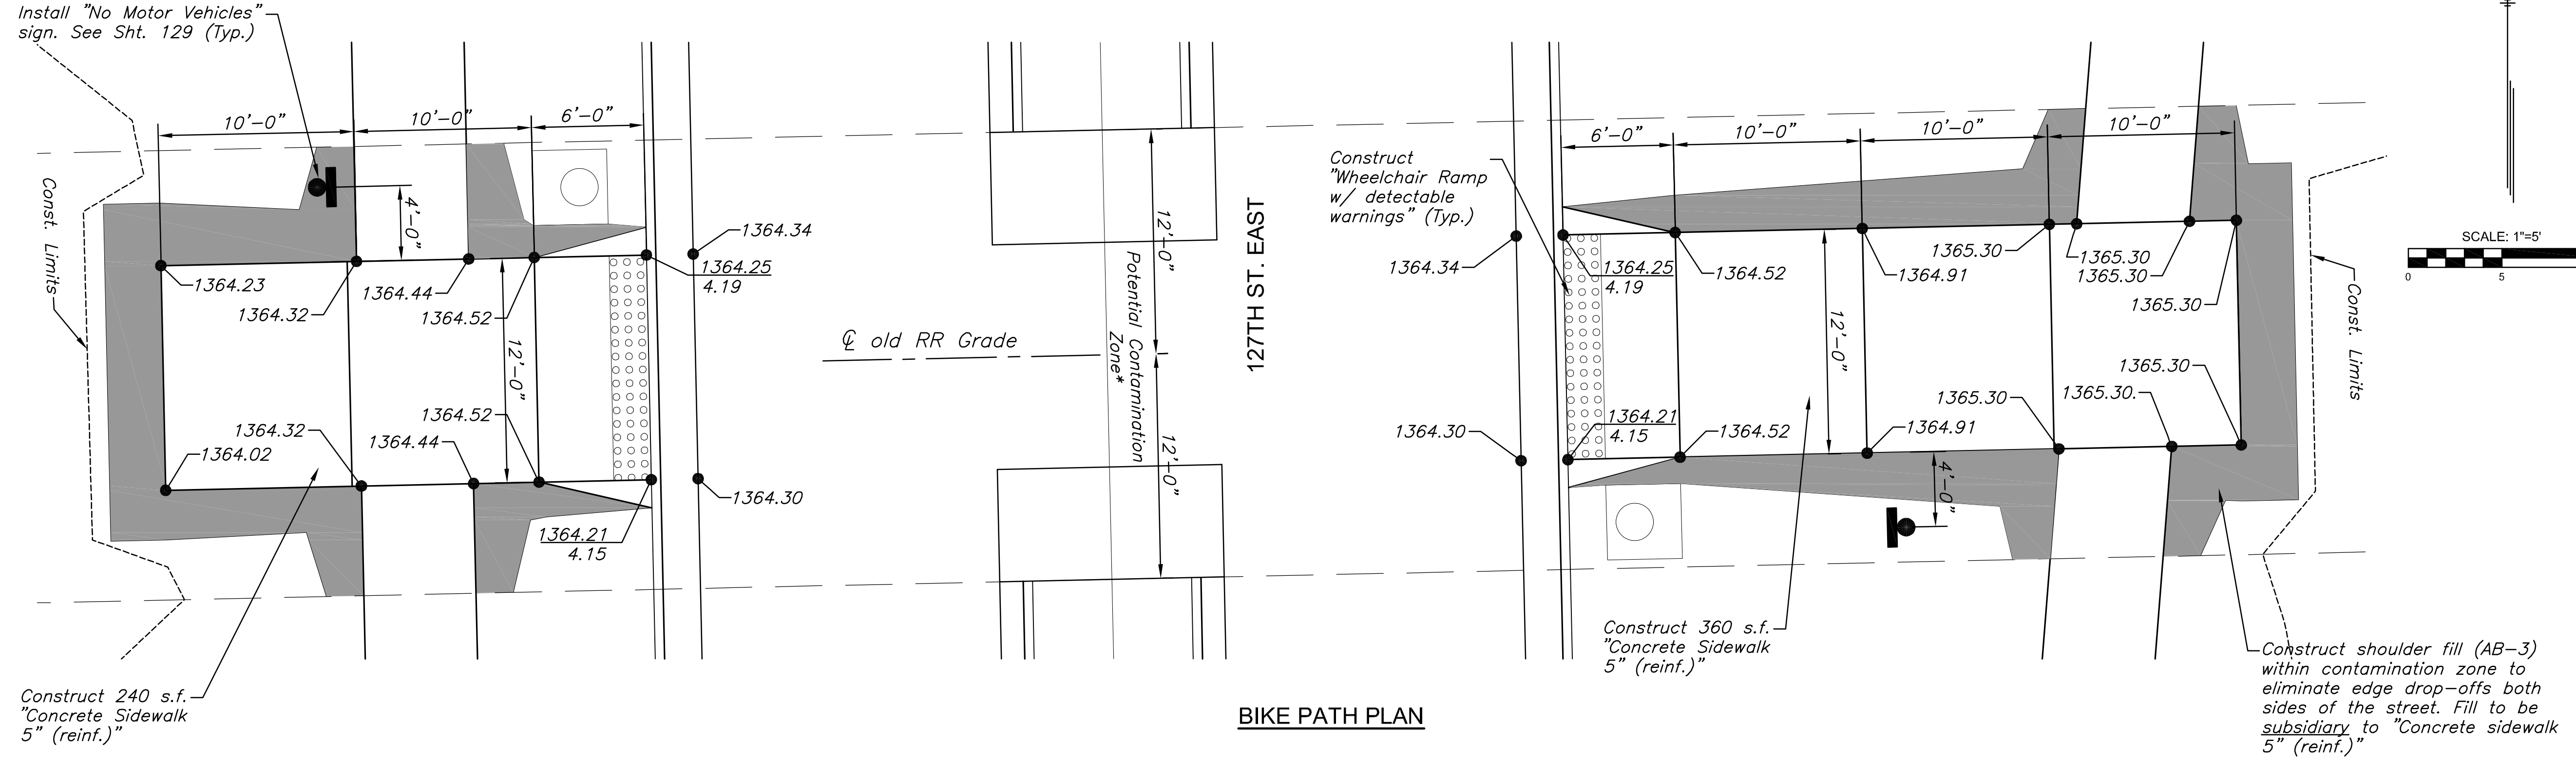 Install "No Motor Vehicles"
sign. See Sht. 129 (Typ.)
Const. Limits
10'-0"
10'-0"
6'-0"
4'-0"
1364.23
1364.32
1364.44
1364.52
1364.25
4.19
1364.34
12'-0"
1364.02
1364.32
1364.44
1364.52
1364.21
4.15
1364.30
Construct 240 s.f.
"Concrete Sidewalk
5" (reinf.)"
℄ old RR Grade
12'-0"
12'-0"
Potential Contamination
Zone*
127TH ST. EAST
Construct
"Wheelchair Ramp
w/ detectable
warnings" (Typ.)
6'-0"
10'-0"
10'-0"
10'-0"
1364.34
1364.25
4.19
1364.52
1364.91
1365.30
1365.30
1365.30
1365.30
12'-0"
1364.30
1364.21
4.15
1364.52
1364.91
1365.30
1365.30.
1365.30
4'-0"
Const. Limits
Construct 360 s.f.
"Concrete Sidewalk
5" (reinf.)"
Construct shoulder fill (AB-3)
within contamination zone to
eliminate edge drop-offs both
sides of the street. Fill to be
subsidiary to "Concrete sidewalk
5" (reinf.)"
SCALE: 1"=5'
0
5
BIKE PATH PLAN